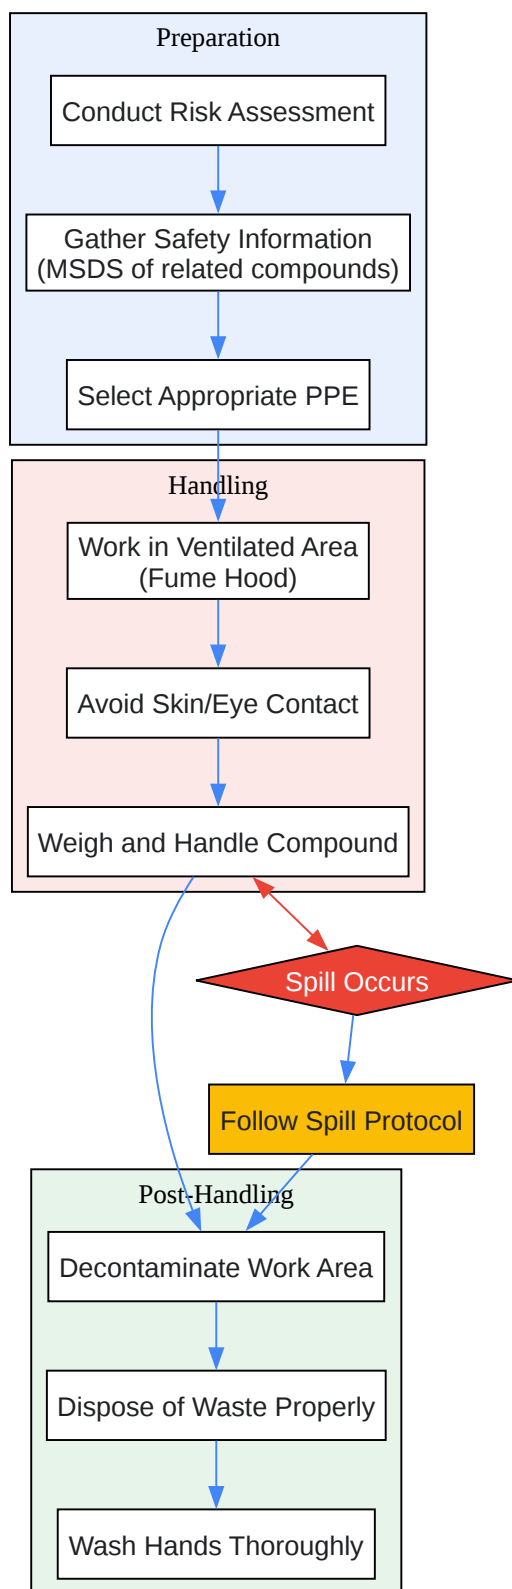 Preparation
Conduct Risk Assessment
Gather Safety Information
(MSDS of related compounds)
Select Appropriate PPE
Handling
Work in Ventilated Area
(Fume Hood)
Avoid Skin/Eye Contact
Weigh and Handle Compound
Spill Occurs
Follow Spill Protocol
Post-Handling
Decontaminate Work Area
Dispose of Waste Properly
Wash Hands Thoroughly